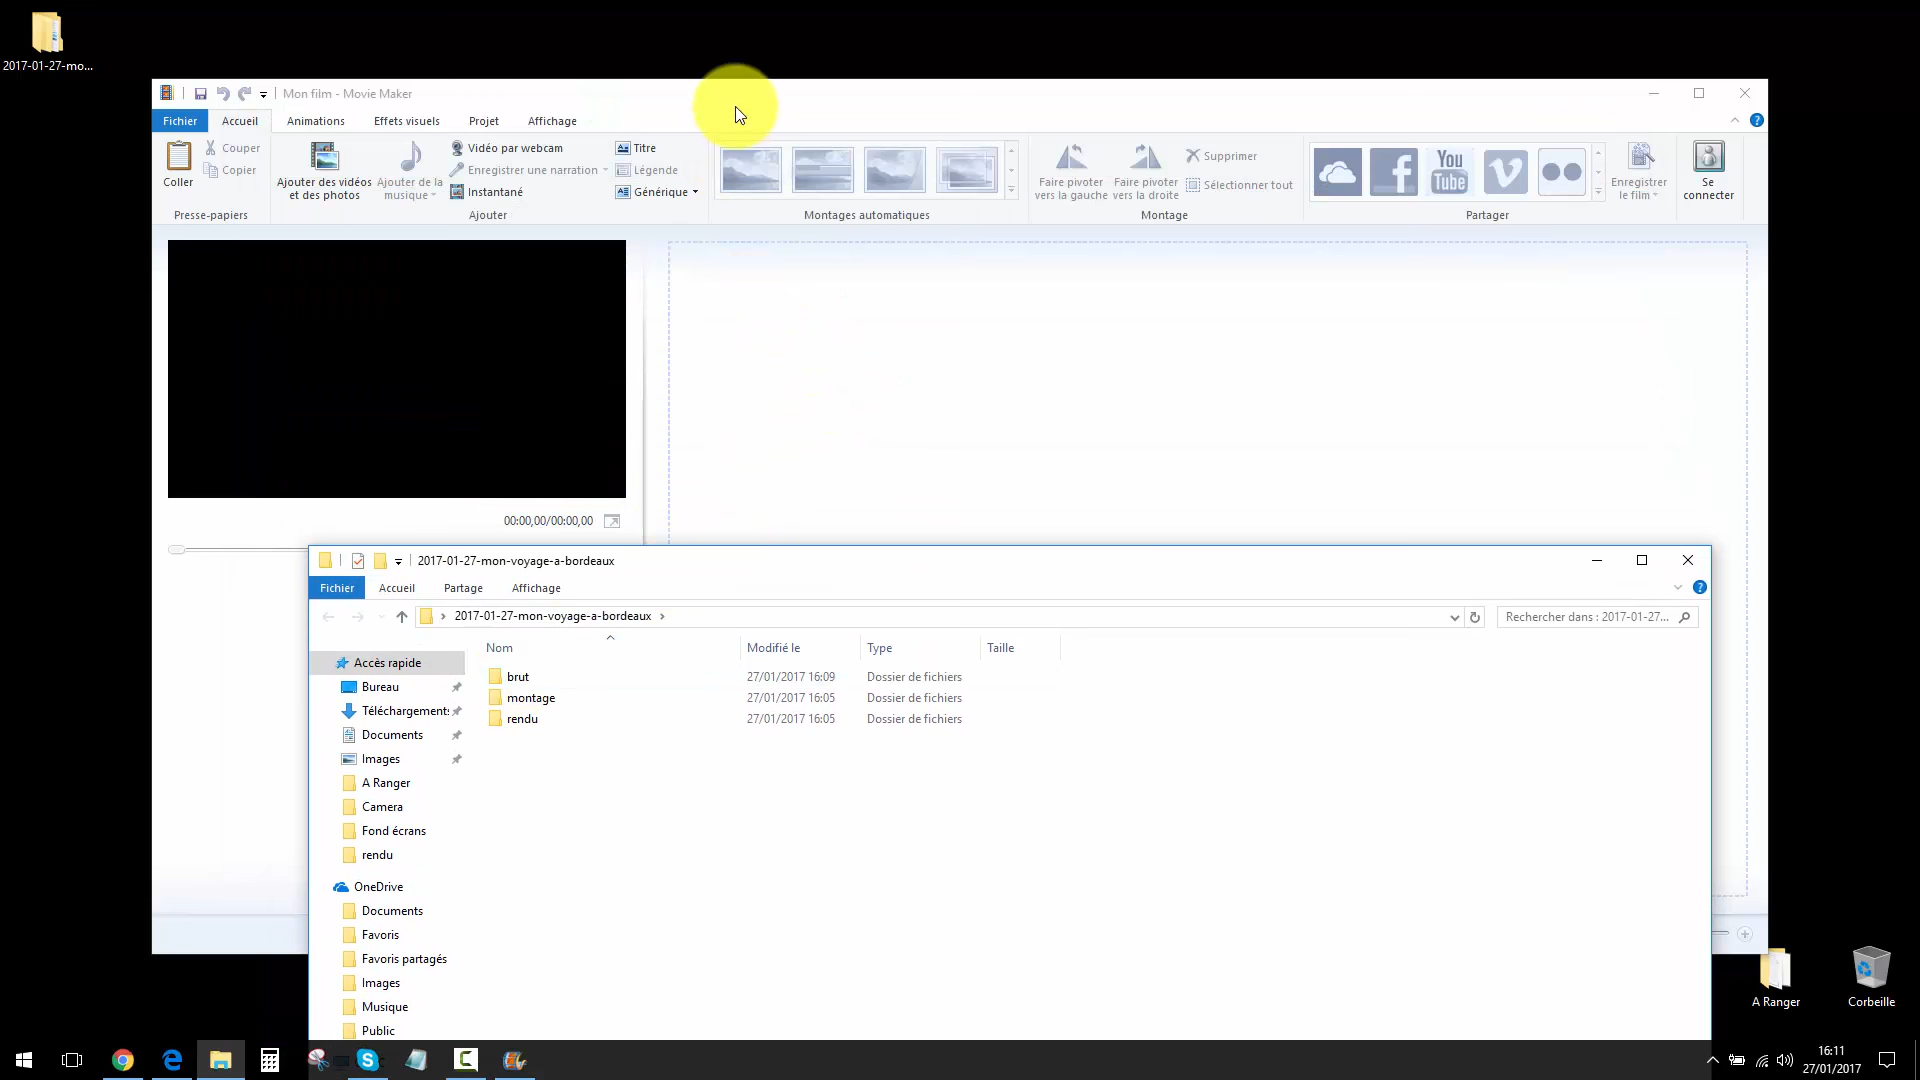 2017-01-27-mo...
Mon film - Movie Maker
Fichier Accueil Animations Effets visuels Projet Affichage
Coller
Couper
Copier
Presse-papiers
Ajouter des vidéos
et des photos
Ajouter de la
musique
Vidéo par webcam
Enregistrer une narration
Instantané
Titre
Légende
Générique
Ajouter
Montages automatiques
Faire pivoter
vers la gauche
Faire pivoter
vers la droite
Supprimer
Sélectionner tout
Montage
You
Tube
Partager
Enregistrer
le film
Se
connecter
00:00,00/00:00,00
2017-01-27-mon-voyage-a-bordeaux
Fichier Accueil Partage Affichage
2017-01-27-mon-voyage-a-bordeaux
Rechercher dans : 2017-01-27...
Nom Modifié le Type Taille
brut 27/01/2017 16:09 Dossier de fichiers
montage 27/01/2017 16:05 Dossier de fichiers
rendu 27/01/2017 16:05 Dossier de fichiers
Accès rapide
Bureau
Téléchargements
Documents
Images
A Ranger
Camera
Fond écrans
rendu
OneDrive
Documents
Favoris
Favoris partagés
Images
Musique
Public
A Ranger
Corbeille
16:11
27/01/2017